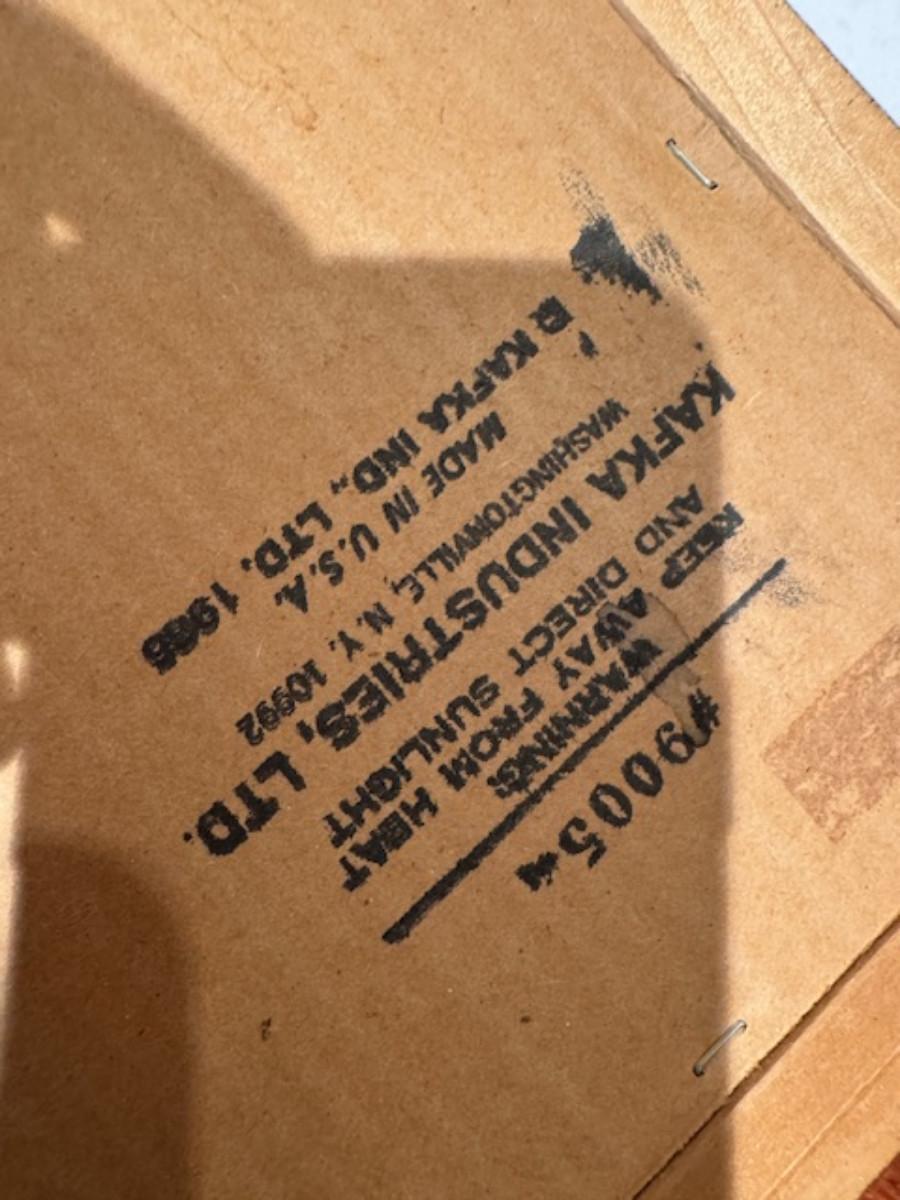 #90054
WARNING:
KEEP AWAY FROM HEAT
AND DIRECT SUNLIGHT
KAFKA INDUSTRIES, LTD.
WASHINGTONVILLE, N.Y. 10992
MADE IN U.S.A.
© KAFKA IND., LTD. 1985